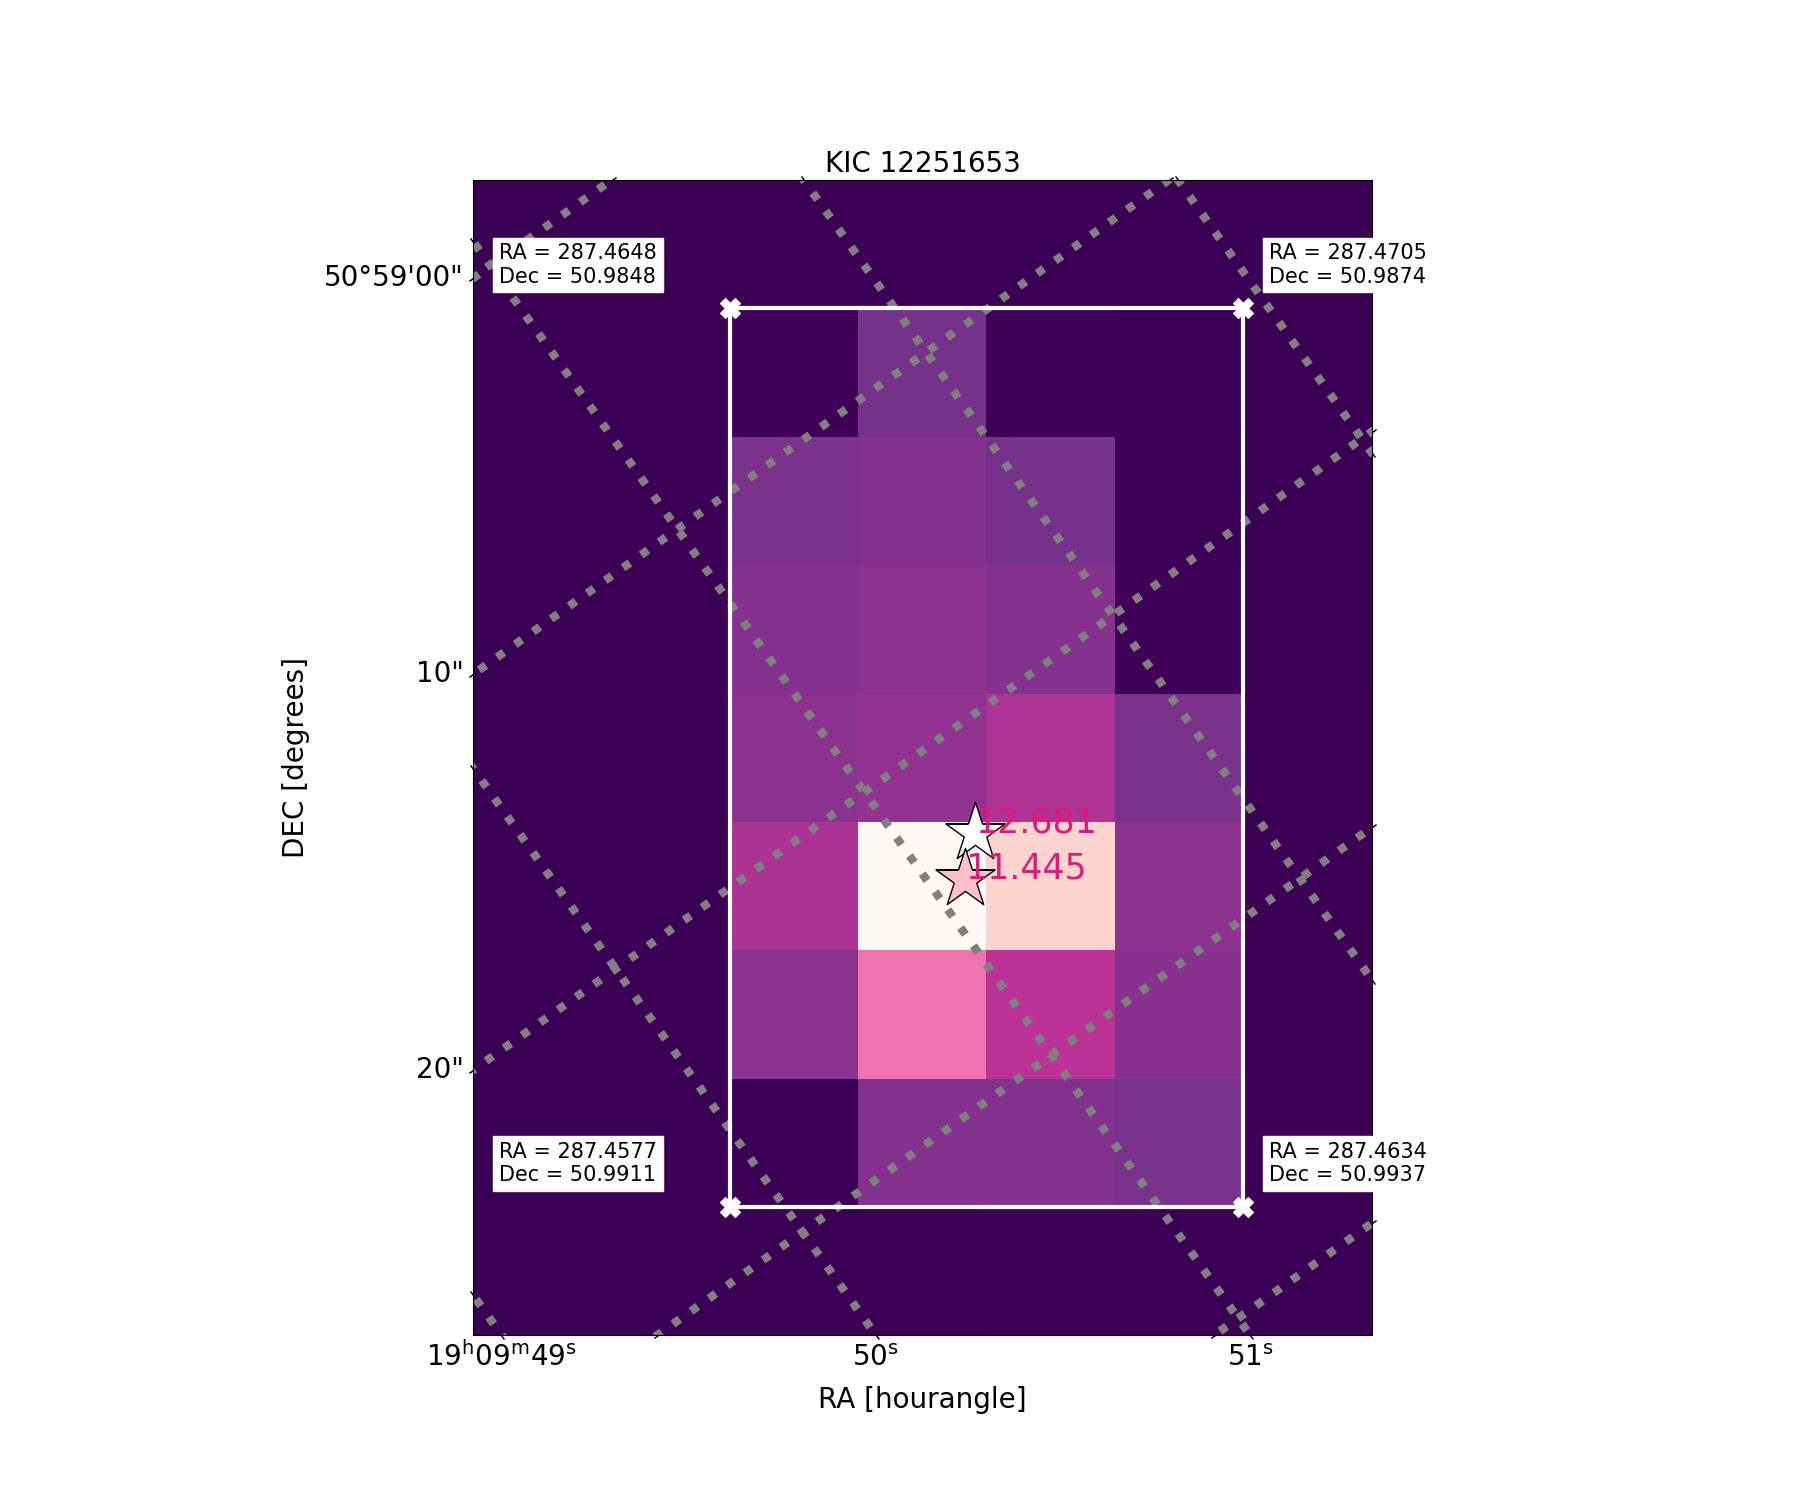 KIC 12251653
RA = 287.4648
Dec = 50.9848
RA = 287.4705
Dec = 50.9874
50°59'00"
10"
DEC [degrees]
12.681
11.445
20"
RA = 287.4577
Dec = 50.9911
RA = 287.4634
Dec = 50.9937
19ʰ09ᵐ49ˢ
50ˢ
51ˢ
RA [hourangle]